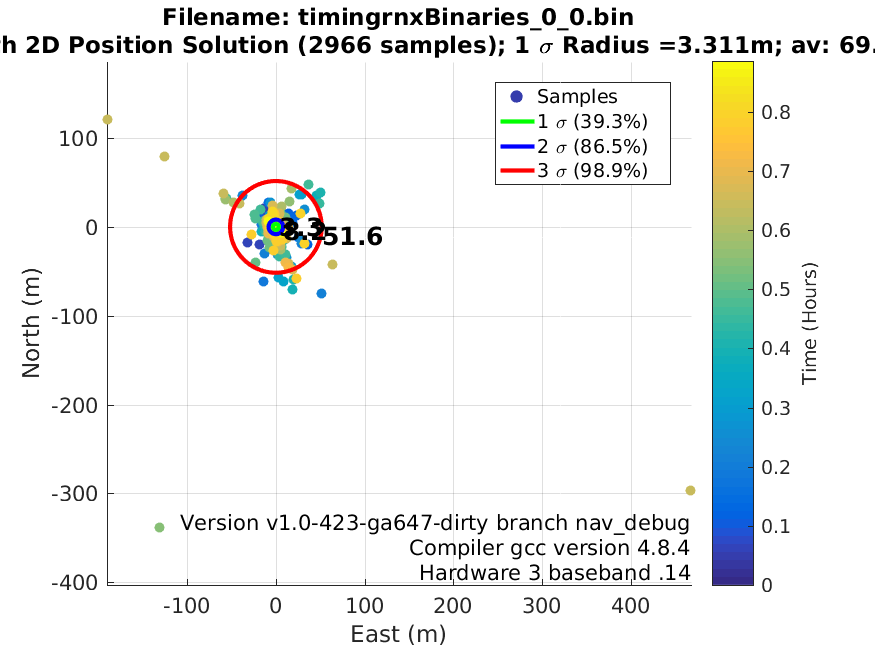 Filename: timingrnxBinaries_0_0.bin
h 2D Position Solution (2966 samples); 1 σ Radius =3.311m; av: 69.
Samples
1 σ (39.3%)
2 σ (86.5%)
3 σ (98.9%)
100
0
-100
-200
-300
-400
North (m)
51.6
Version v1.0-423-ga647-dirty branch nav_debug
Compiler gcc version 4.8.4
Hardware 3 baseband .14
-100
0
100
200
300
400
East (m)
0.8
0.7
0.6
0.5
0.4
0.3
0.2
0.1
0
Time (Hours)